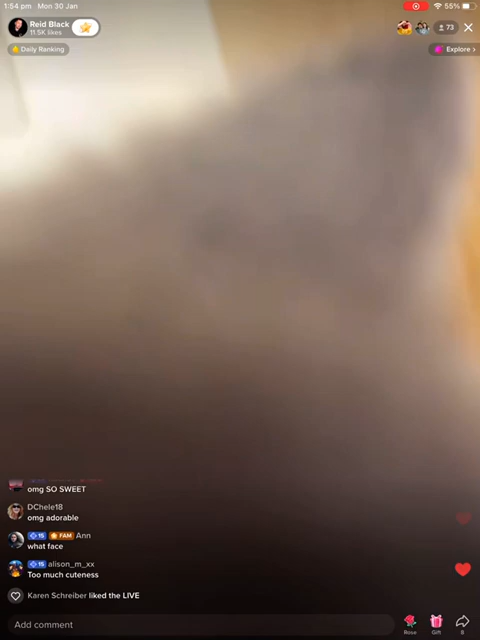 1:54 pm Mon 30 Jan
55%
Reid Black
11.5K likes
73
Daily Ranking
Explore >
omg SO SWEET
DChele18
omg adorable
15 FAM Ann
what face
15 alison_m_xx
Too much cuteness
Karen Schreiber liked the LIVE
Add comment
Rose
Gift
8